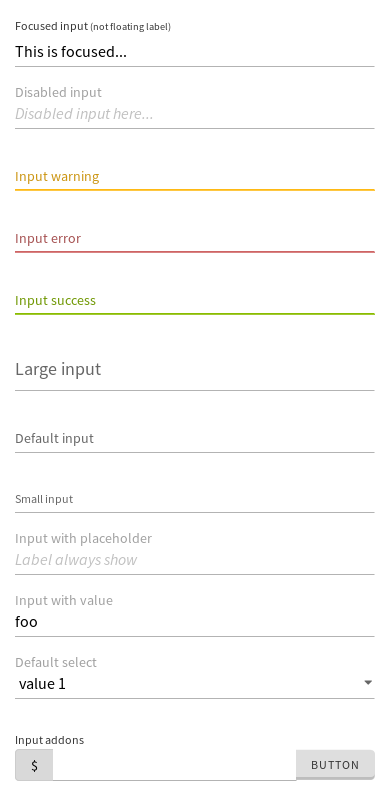 Focused input (not floating label)
This is focused...
Disabled input
Disabled input here...
Input warning
Input error
Input success
Large input
Default input
Small input
Input with placeholder
Label always show
Input with value
foo
Default select
value 1
Input addons
$ BUTTON